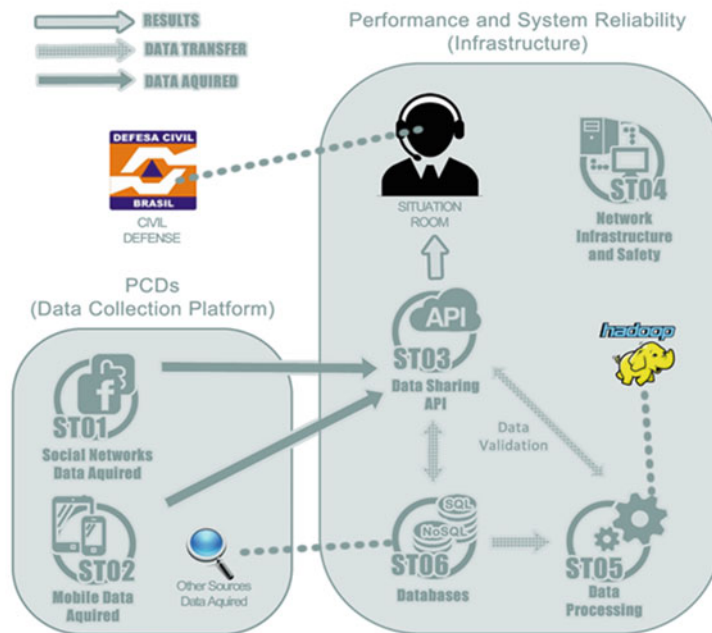 RESULTS
DATA TRANSFER
DATA AQUIRED
Performance and System Reliability
(Infrastructure)
DEFESA CIVIL
BRASIL
CIVIL
DEFENSE
SITUATION
ROOM
ST04
Network
Infrastructure
and Safety
PCDs
(Data Collection Platform)
API
ST03
Data Sharing
API
hadoop
f
ST01
Social Networks
Data Aquired
Data
Validation
ST02
Mobile Data
Aquired
Other Sources
Data Aquired
SQL
NoSQL
ST06
Databases
ST05
Data
Processing